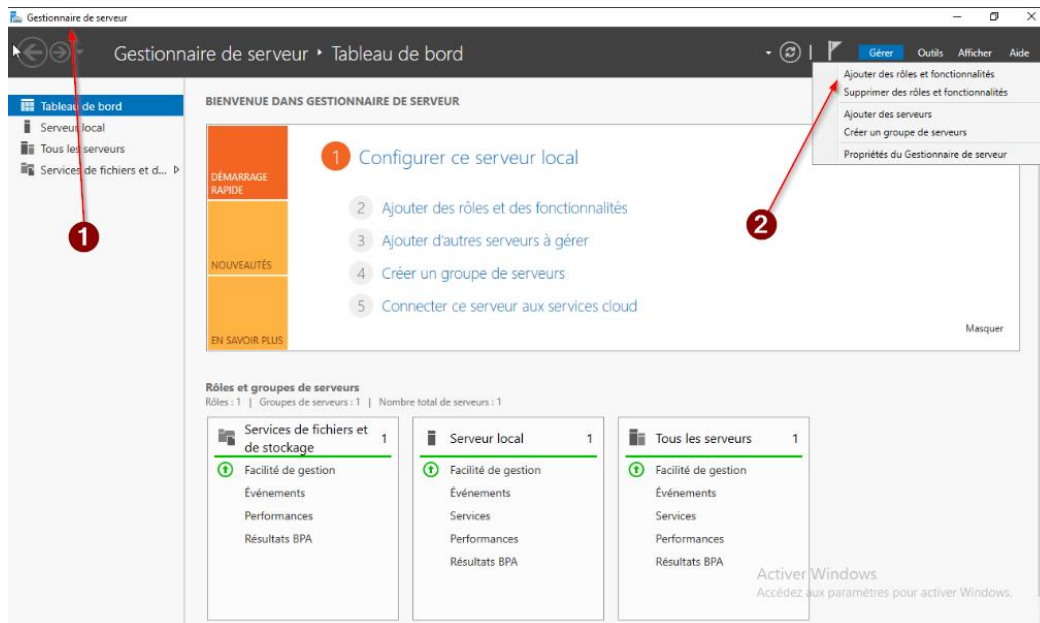 Gestionnaire de serveur
Gestionnaire de serveur ‣ Tableau de bord
Gérer Outils Afficher Aide
Ajouter des rôles et fonctionnalités
Supprimer des rôles et fonctionnalités
Ajouter des serveurs
Créer un groupe de serveurs
Propriétés du Gestionnaire de serveur
Tableau de bord
Serveur local
Tous les serveurs
Services de fichiers et d...
1
BIENVENUE DANS GESTIONNAIRE DE SERVEUR
DÉMARRAGE
RAPIDE
NOUVEAUTÉS
EN SAVOIR PLUS
1 Configurer ce serveur local
2 Ajouter des rôles et des fonctionnalités
3 Ajouter d'autres serveurs à gérer
4 Créer un groupe de serveurs
5 Connecter ce serveur aux services cloud
2
Masquer
Rôles et groupes de serveurs
Rôles : 1 | Groupes de serveurs : 1 | Nombre total de serveurs : 1
Services de fichiers et
de stockage
1
Facilité de gestion
Événements
Performances
Résultats BPA
Serveur local 1
Facilité de gestion
Événements
Services
Performances
Résultats BPA
Tous les serveurs 1
Facilité de gestion
Événements
Services
Performances
Résultats BPA
Activer Windows
Accédez aux paramètres pour activer Windows.